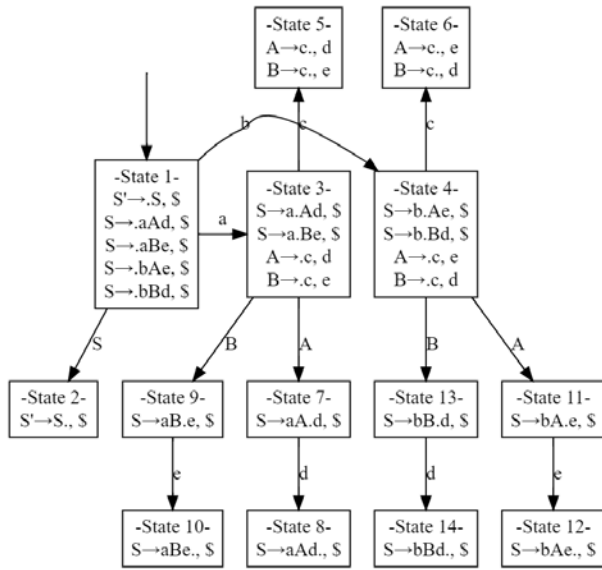 -State 5-
A→c., d
B→c., e
-State 6-
A→c., e
B→c., d
b
c
c
-State 1-
S'→.S, $
S→.aAd, $
S→.aBe, $
S→.bAe, $
S→.bBd, $
a
-State 3-
S→a.Ad, $
S→a.Be, $
A→.c, d
B→.c, e
-State 4-
S→b.Ae, $
S→b.Bd, $
A→.c, e
B→.c, d
S
B
A
B
A
-State 2-
S'→S., $
-State 9-
S→aB.e, $
-State 7-
S→aA.d, $
-State 13-
S→bB.d, $
-State 11-
S→bA.e, $
e
d
d
e
-State 10-
S→aBe., $
-State 8-
S→aAd., $
-State 14-
S→bBd., $
-State 12-
S→bAe., $